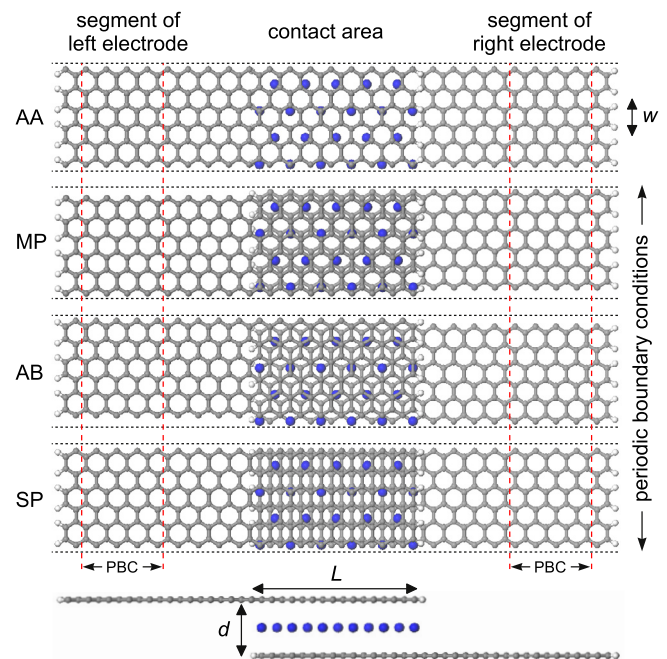 segment of
left electrode
contact area
segment of
right electrode
AA
w
MP
AB
SP
periodic boundary conditions
PBC
PBC
L
d